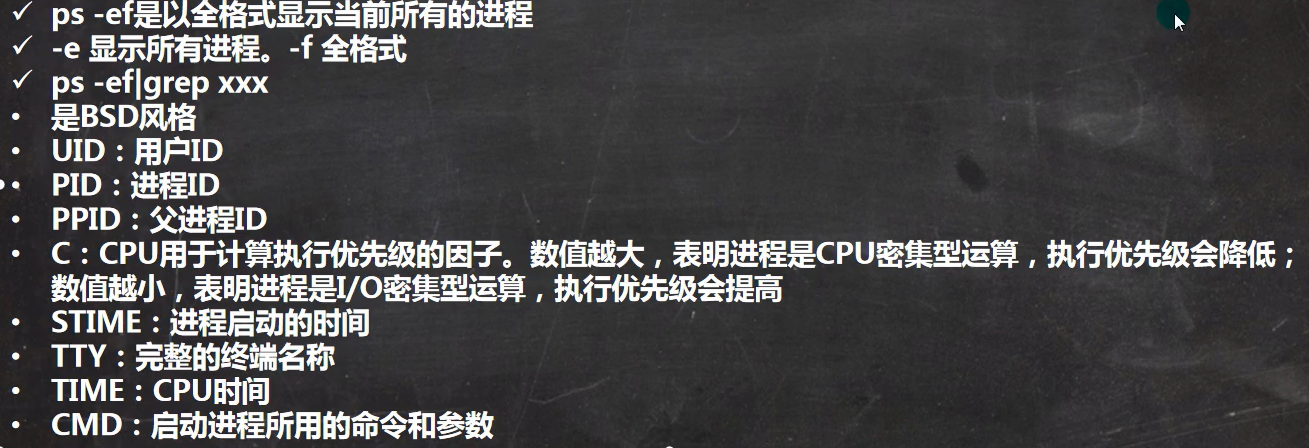 ✓ ps -ef是以全格式显示当前所有的进程
✓ -e 显示所有进程。-f 全格式
✓ ps -ef|grep xxx
• 是BSD风格
• UID：用户ID
• PID：进程ID
• PPID：父进程ID
• C：CPU用于计算执行优先级的因子。数值越大，表明进程是CPU密集型运算，执行优先级会降低；
数值越小，表明进程是I/O密集型运算，执行优先级会提高
• STIME：进程启动的时间
• TTY：完整的终端名称
• TIME：CPU时间
• CMD：启动进程所用的命令和参数